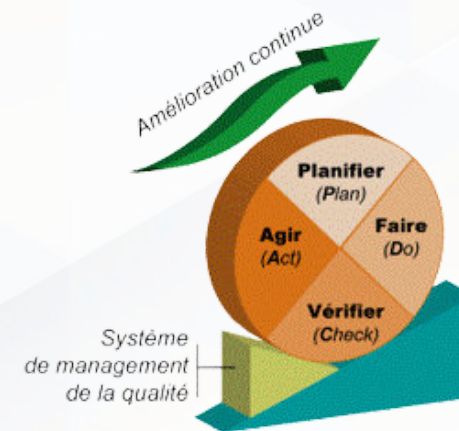 Amélioration continue
Planifier
(Plan)
Faire
(Do)
Agir
(Act)
Vérifier
(Check)
Système
de management
de la qualité